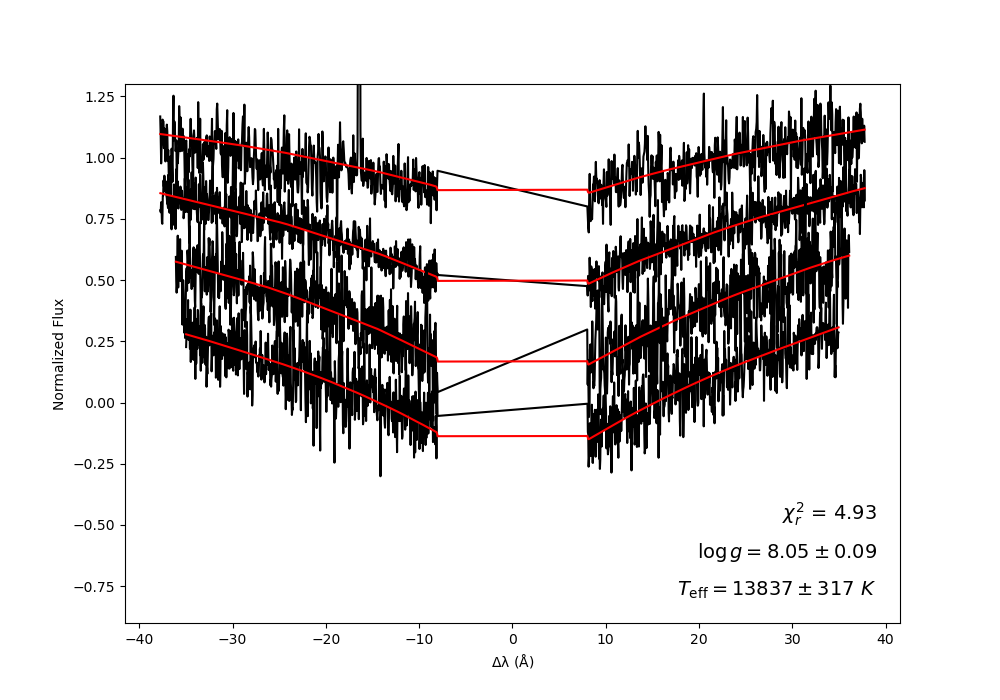 1.25
1.00
0.75
0.50
0.25
0.00
−0.25
−0.50
−0.75
Normalized Flux
χ²ᵣ = 4.93
log g = 8.05 ± 0.09
T_eff = 13837 ± 317 K
−40 −30 −20 −10 0 10 20 30 40
Δλ (Å)